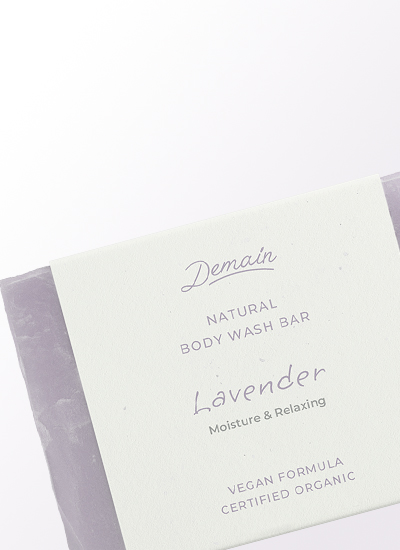 Demain
NATURAL
BODY WASH BAR
Lavender
Moisture & Relaxing
VEGAN FORMULA
CERTIFIED ORGANIC